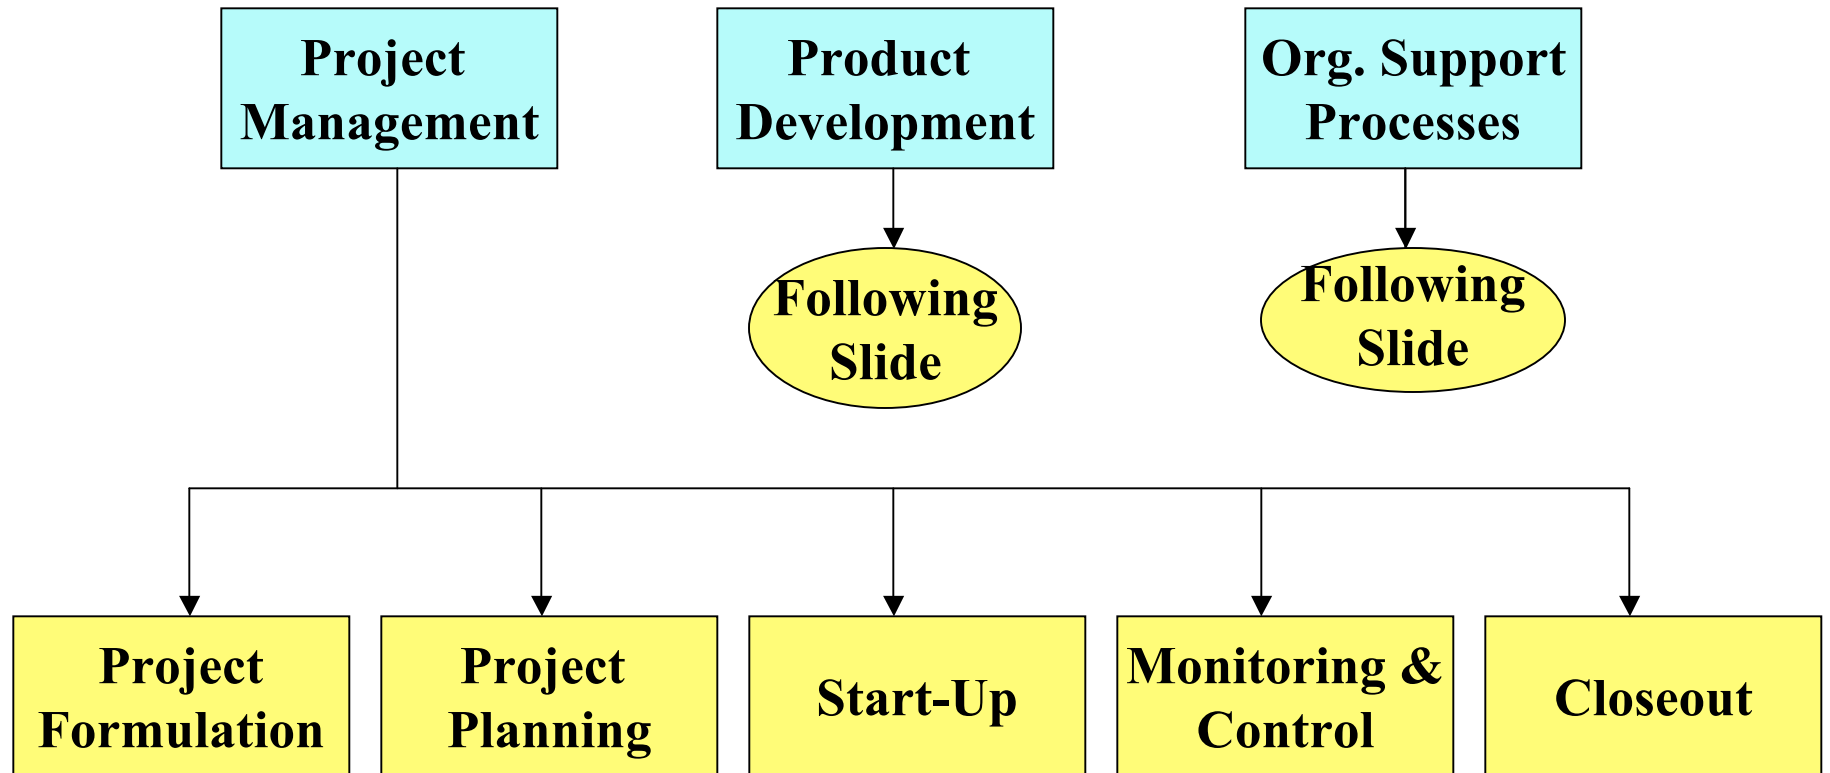 Project
Management
Product
Development
Org. Support
Processes
Following
Slide
Following
Slide
Project
Formulation
Project
Planning
Start-Up
Monitoring &
Control
Closeout